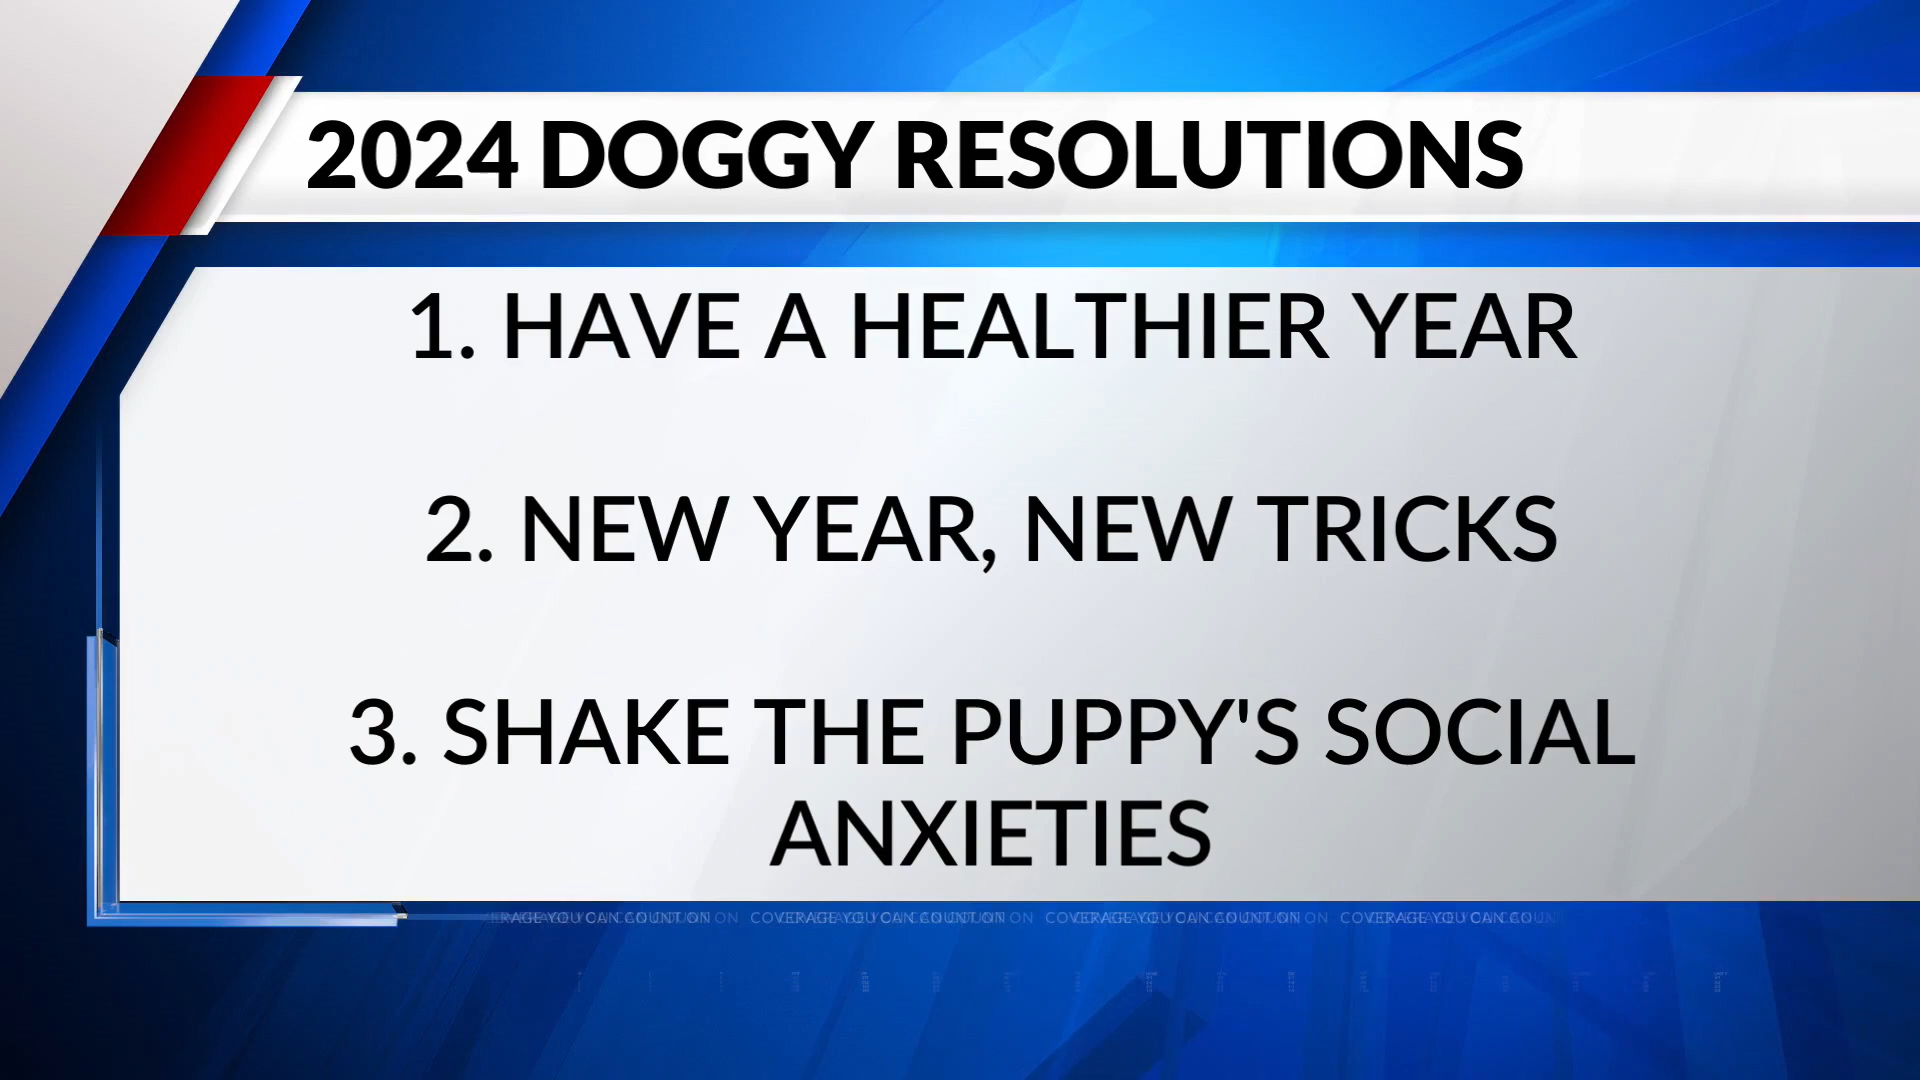 2024 DOGGY RESOLUTIONS
1. HAVE A HEALTHIER YEAR
2. NEW YEAR, NEW TRICKS
3. SHAKE THE PUPPY'S SOCIAL
ANXIETIES
COVERAGE YOU CAN COUNT ON